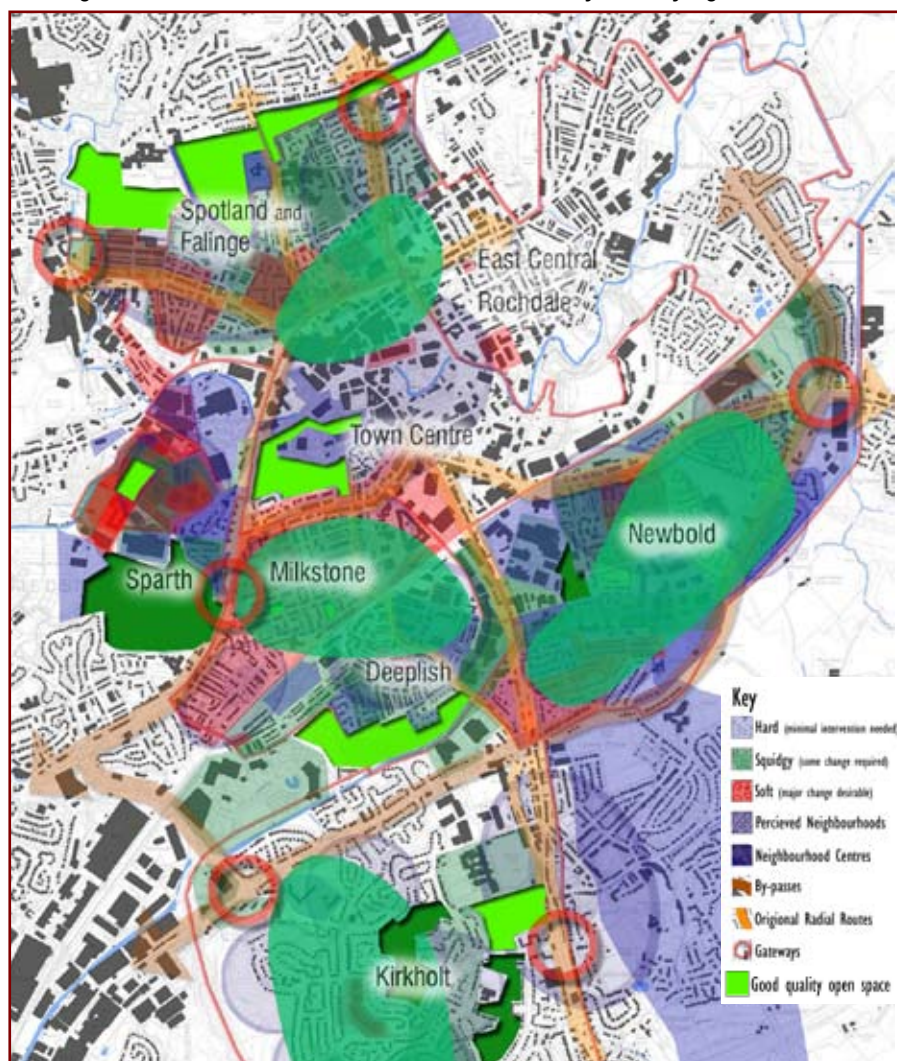 Spotland and
Falinge
East Central
Rochdale
Town Centre
Newbold
Sparth
Milkstone
Deeplish
Kirkholt
Key
Hard (minimal intervention needed)
Squidgy (some change required)
Soft (major change desirable)
Percieved Neighbourhoods
Neighbourhood Centres
By-passes
Origional Radial Routes
Gateways
Good quality open space